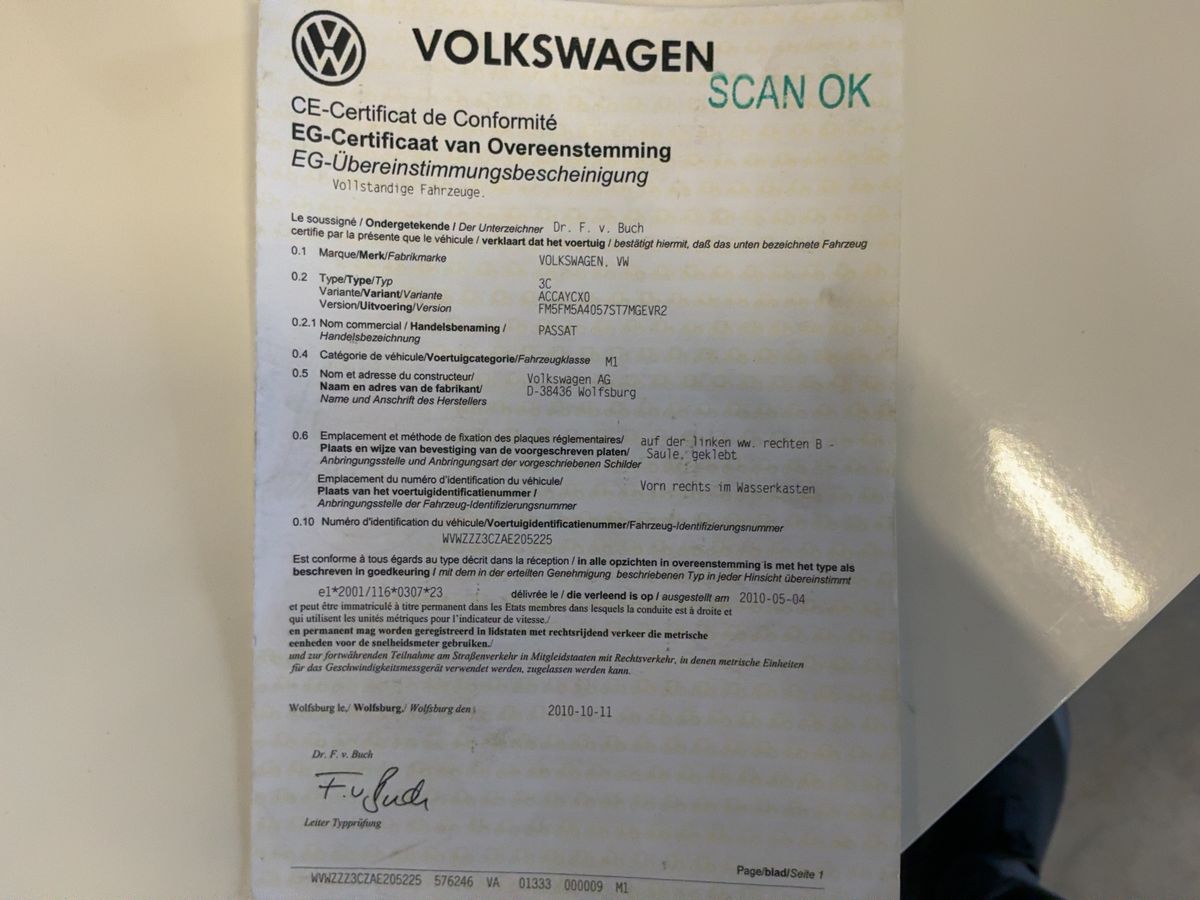 VOLKSWAGEN
SCAN OK
CE-Certificat de Conformité
EG-Certificaat van Overeenstemming
EG-Übereinstimmungsbescheinigung
Vollstandige Fahrzeuge.
Le soussigné / Ondergetekende / Der Unterzeichner Dr. F. v. Buch
certifie par la présente que le véhicule / verklaart dat het voertuig / bestätigt hiermit, daß das unten bezeichnete Fahrzeug
0.1 Marque/Merk/Fabrikmarke VOLKSWAGEN, VW
0.2 Type/Type/Typ 3C
Variante/Variant/Variante ACCAYCX0
Version/Uitvoering/Version FM5FM5A4057ST7MGEVR2
0.2.1 Nom commercial / Handelsbenaming / PASSAT
Handelsbezeichnung
0.4 Catégorie de véhicule/Voertuigcategorie/Fahrzeugklasse M1
0.5 Nom et adresse du constructeur/ Volkswagen AG
Naam en adres van de fabrikant/ D-38436 Wolfsburg
Name und Anschrift des Herstellers
0.6 Emplacement et méthode de fixation des plaques réglementaires/ auf der linken ww. rechten B -
Plaats en wijze van bevestiging van de voorgeschreven platen/ Saule, geklebt
Anbringungsstelle und Anbringungsart der vorgeschriebenen Schilder
Emplacement du numéro d'identification du véhicule/ Vorn rechts im Wasserkasten
Plaats van het voertuigidentificatienummer /
Anbringungsstelle der Fahrzeug-Identifizierungsnummer
0.10 Numéro d'identification du véhicule/Voertuigidentificatienummer/Fahrzeug-Identifizierungsnummer
WVWZZZ3CZAE205225
Est conforme à tous égards au type décrit dans la réception / in alle opzichten in overeenstemming is met het type als
beschreven in goedkeuring / mit dem in der erteilten Genehmigung beschriebenen Typ in jeder Hinsicht übereinstimmt
e1*2001/116*0307*23 délivrée le / die verleend is op / ausgestellt am 2010-05-04
et peut être immatriculé à titre permanent dans les Etats membres dans lesquels la conduite est à droite et
qui utilisent les unités métriques pour l'indicateur de vitesse./
en permanent mag worden geregistreerd in lidstaten met rechtsrijdend verkeer die metrische
eenheden voor de snelheidsmeter gebruiken./
und zur fortwährenden Teilnahme am Straßenverkehr in Mitgleidstaaten mit Rechtsverkehr, in denen metrische Einheiten
für das Geschwindigkeitsmessgerät verwendet werden, zugelassen werden kann.
Wolfsburg le,/ Wolfsburg,/ Wolfsburg den 2010-10-11
Dr. F. v. Buch
F. v. Buch
Leiter Typprüfung
Page/blad/Seite 1
WVWZZZ3CZAE205225 576246 VA 01333 000009 M1